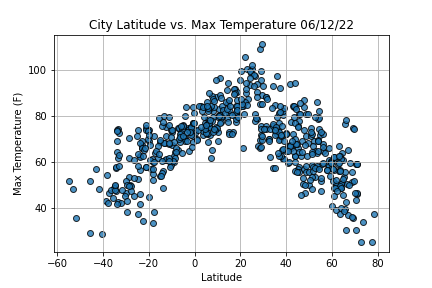 City Latitude vs. Max Temperature 06/12/22
Max Temperature (F)
100
80
60
40
−60 −40 −20 0 20 40 60 80
Latitude